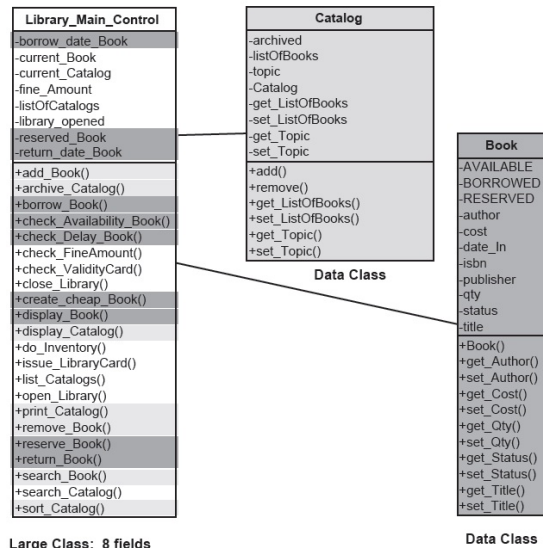 Library_Main_Control
-borrow_date_Book
-current_Book
-current_Catalog
-fine_Amount
-listOfCatalogs
-library_opened
-reserved_Book
-return_date_Book
+add_Book()
+archive_Catalog()
+borrow_Book()
+check_Availability_Book()
+check_Delay_Book()
+check_FineAmount()
+check_ValidityCard()
+close_Library()
+create_cheap_Book()
+display_Book()
+display_Catalog()
+do_Inventory()
+issue_LibraryCard()
+list_Catalogs()
+open_Library()
+print_Catalog()
+remove_Book()
+reserve_Book()
+return_Book()
+search_Book()
+search_Catalog()
+sort_Catalog()
Large Class: 8 fields
Catalog
-archived
-listOfBooks
-topic
-Catalog
-get_ListOfBooks
-set_ListOfBooks
-get_Topic
-set_Topic
+add()
+remove()
+get_ListOfBooks()
+set_ListOfBooks()
+get_Topic()
+set_Topic()
Data Class
Book
-AVAILABLE
-BORROWED
-RESERVED
-author
-cost
-date_In
-isbn
-publisher
-qty
-status
-title
+Book()
+get_Author()
+set_Author()
+get_Cost()
+set_Cost()
+get_Qty()
+set_Qty()
+get_Status()
+set_Status()
+get_Title()
+set_Title()
Data Class